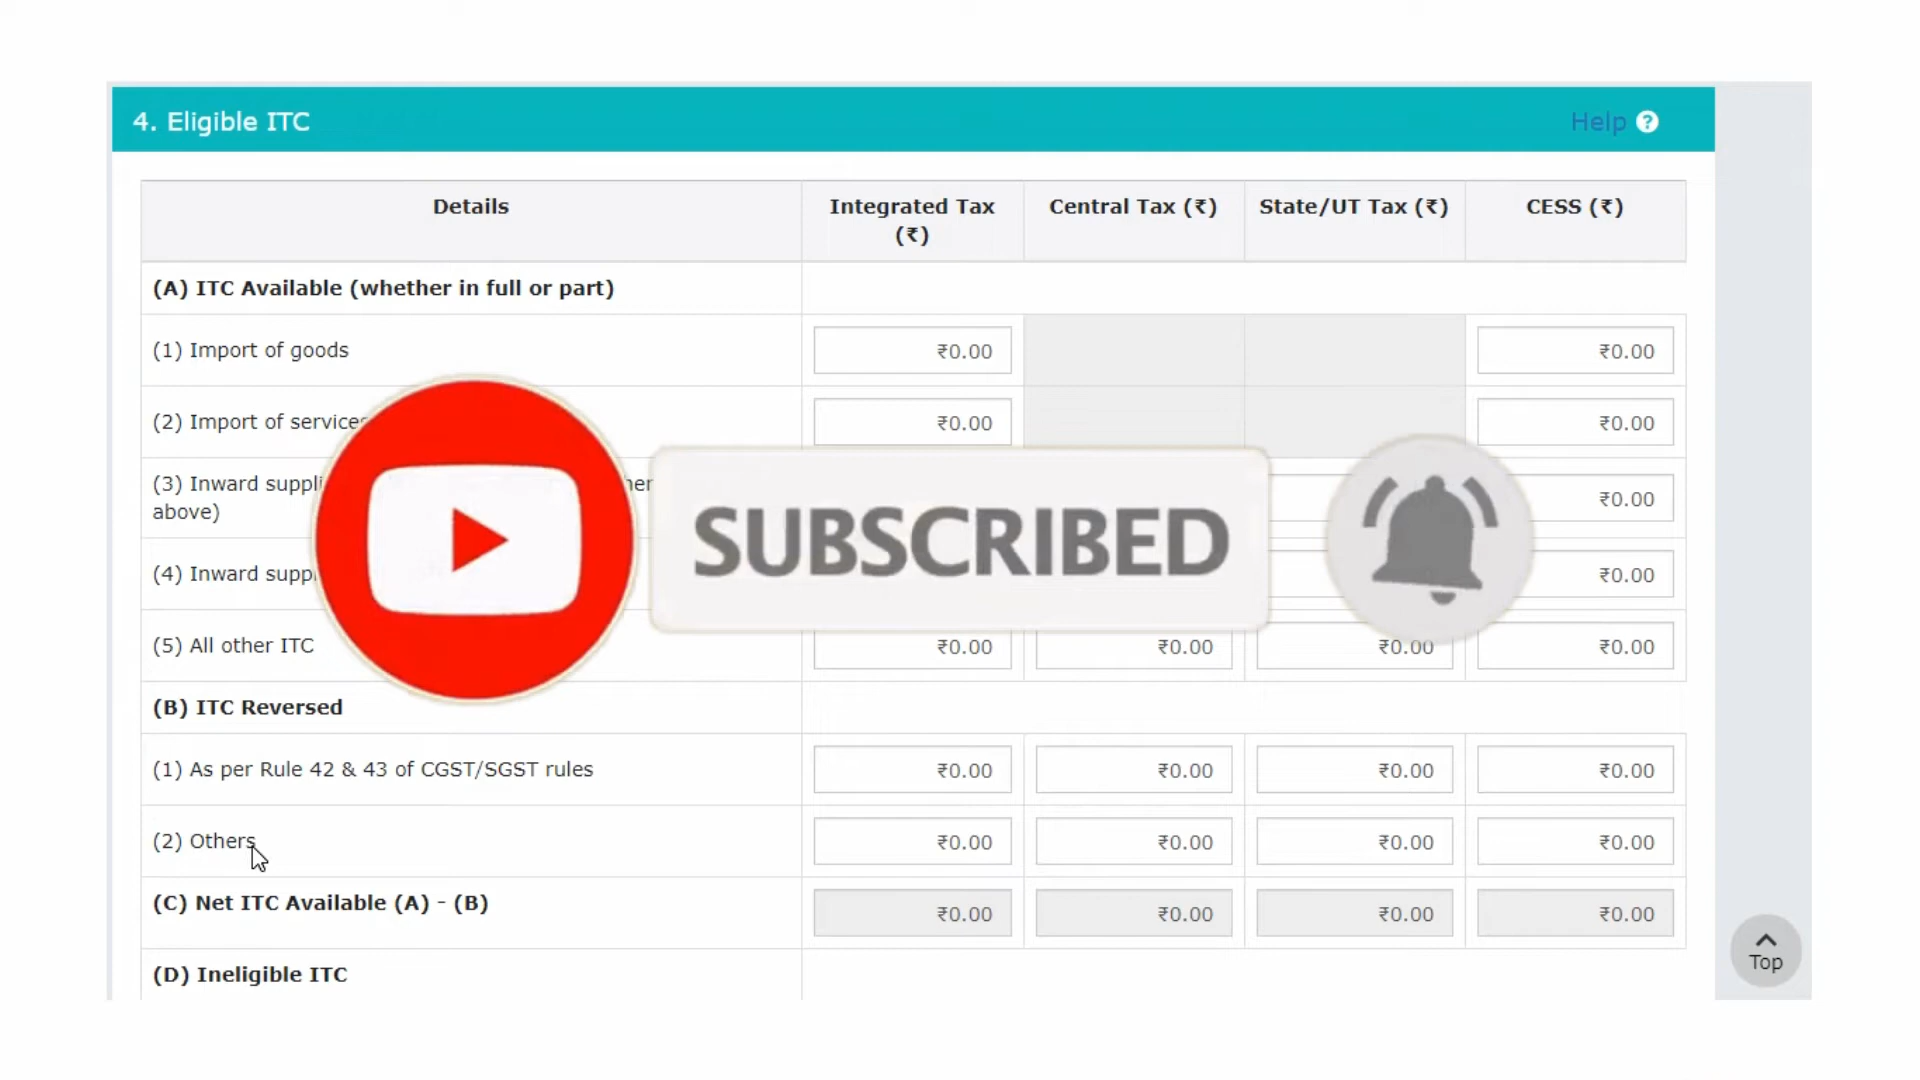 4. Eligible ITC
Help ?
Details
Integrated Tax (₹)
Central Tax (₹)
State/UT Tax (₹)
CESS (₹)
(A) ITC Available (whether in full or part)
(1) Import of goods
₹0.00
₹0.00
(2) Import of services
₹0.00
₹0.00
(3) Inward
above)
₹0.00
(4) Inward
₹0.00
SUBSCRIBED
(5) All other ITC
₹0.00
₹0.00
₹0.00
₹0.00
(B) ITC Reversed
(1) As per Rule 42 & 43 of CGST/SGST rules
₹0.00
₹0.00
₹0.00
₹0.00
(2) Others
₹0.00
₹0.00
₹0.00
₹0.00
(C) Net ITC Available (A) - (B)
₹0.00
₹0.00
₹0.00
₹0.00
(D) Ineligible ITC
Top